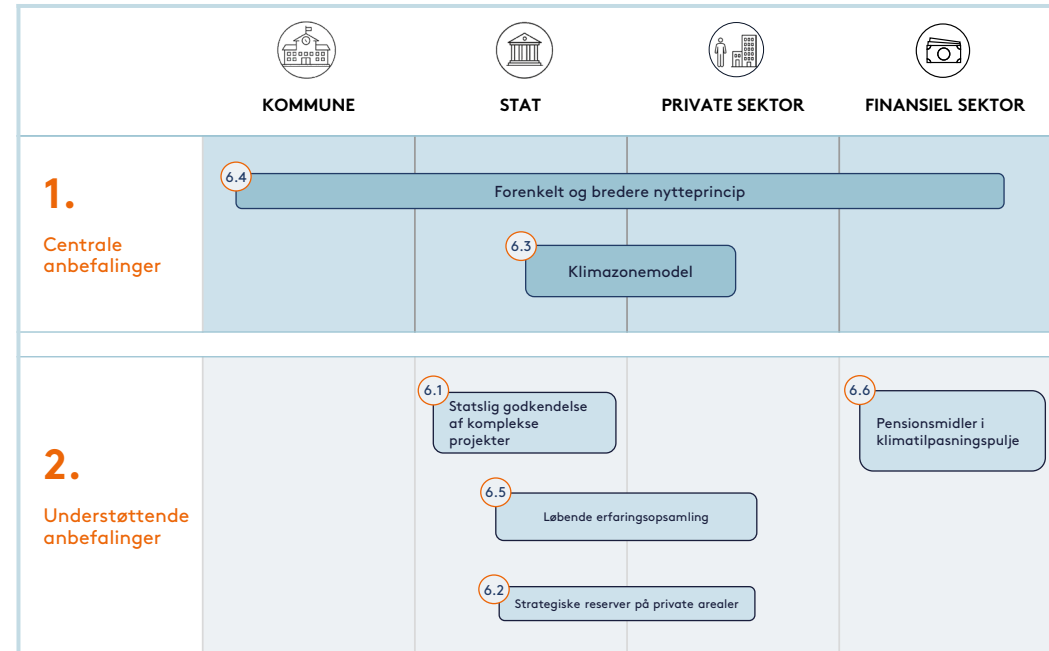 KOMMUNE
STAT
PRIVATE SEKTOR
FINANSIEL SEKTOR
1.
Centrale
anbefalinger
6.4
Forenkelt og bredere nytteprincip
6.3
Klimazonemodel
2.
Understøttende
anbefalinger
6.1
Statslig godkendelse
af komplekse
projekter
6.6
Pensionsmidler i
klimatilpasningspulje
6.5
Løbende erfaringsopsamling
6.2
Strategiske reserver på private arealer